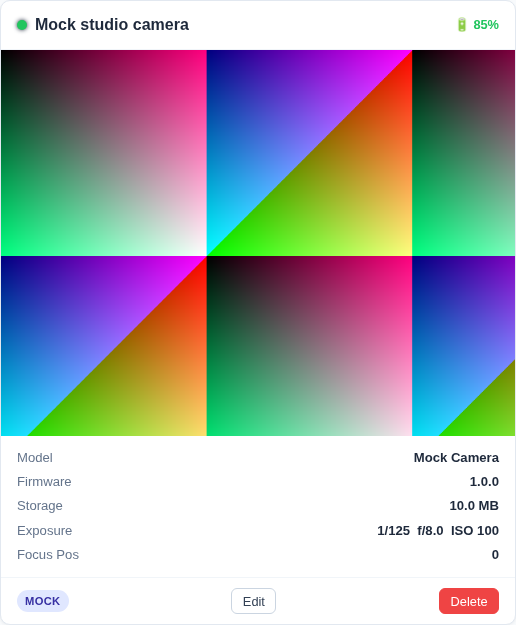 Mock studio camera 🔋 85%
Model Mock Camera
Firmware 1.0.0
Storage 10.0 MB
Exposure 1/125 f/8.0 ISO 100
Focus Pos 0
MOCK Edit Delete